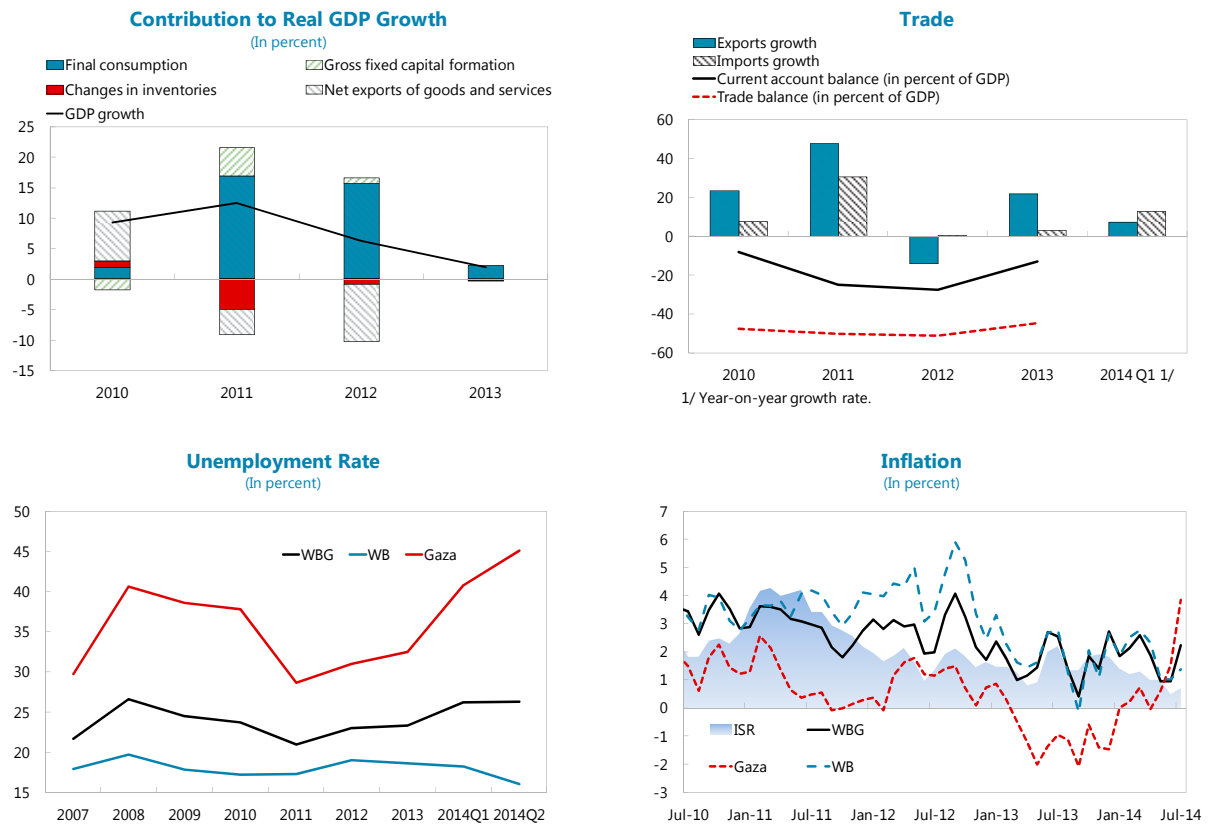 Contribution to Real GDP Growth
(In percent)
Final consumption
Gross fixed capital formation
Changes in inventories
Net exports of goods and services
GDP growth
25
20
15
10
5
0
-5
-10
-15
2010
2011
2012
2013
Trade
Exports growth
Imports growth
Current account balance (in percent of GDP)
Trade balance (in percent of GDP)
60
40
20
0
-20
-40
-60
2010
2011
2012
2013
2014 Q1 1/
1/ Year-on-year growth rate.
Unemployment Rate
(In percent)
50
45
40
35
30
25
20
15
WBG
WB
Gaza
2007
2008
2009
2010
2011
2012
2013
2014Q1
2014Q2
Inflation
(In percent)
7
6
5
4
3
2
1
0
-1
-2
-3
ISR
WBG
Gaza
WB
Jul-10
Jan-11
Jul-11
Jan-12
Jul-12
Jan-13
Jul-13
Jan-14
Jul-14